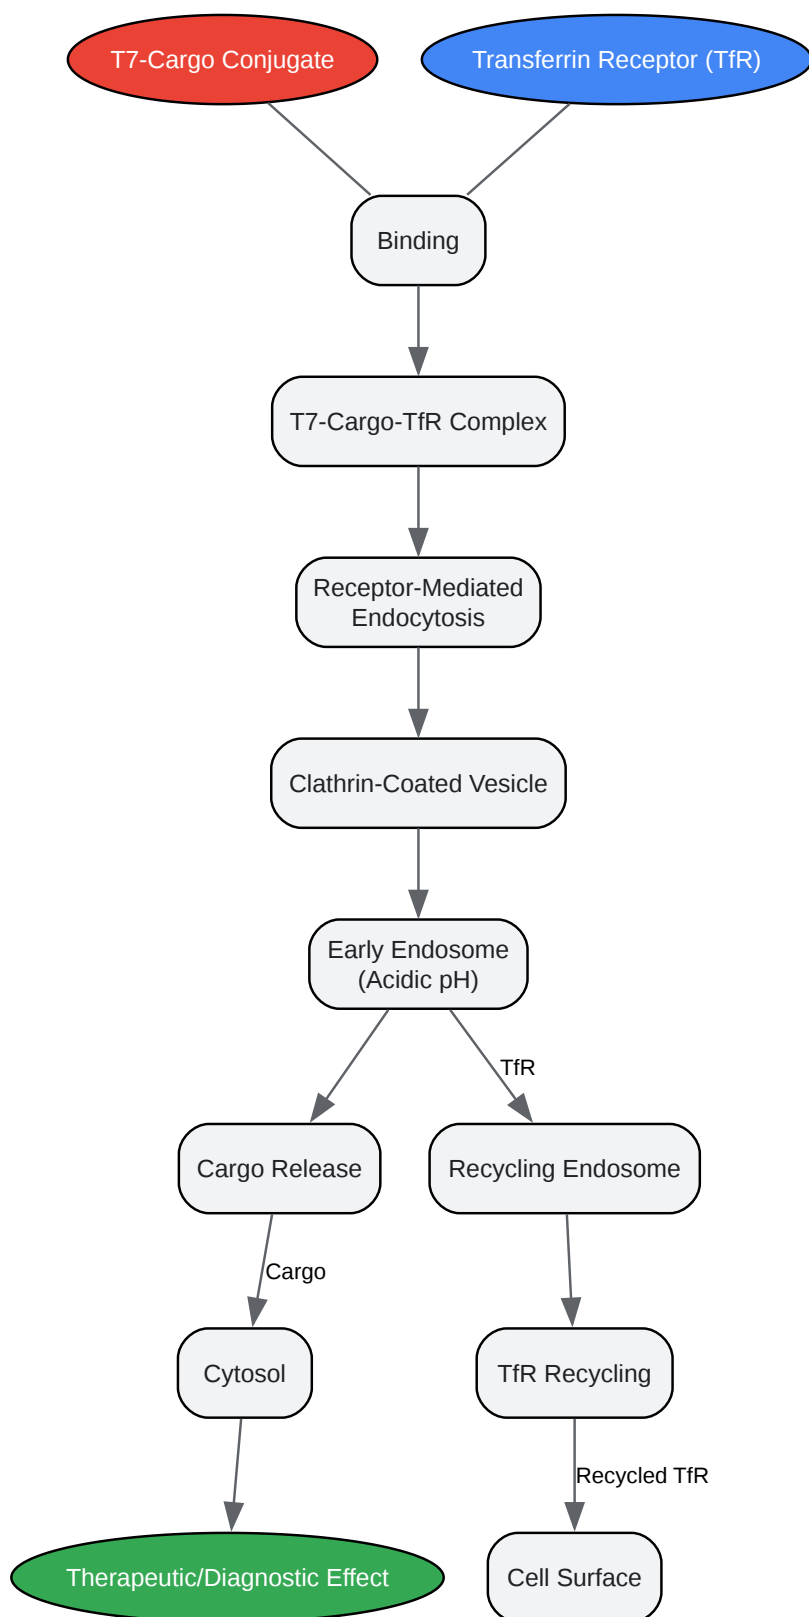 T7-Cargo Conjugate
Transferrin Receptor (TfR)
Binding
T7-Cargo-TfR Complex
Receptor-Mediated
Endocytosis
Clathrin-Coated Vesicle
Early Endosome
(Acidic pH)
TfR
Cargo Release
Recycling Endosome
Cargo
Cytosol
TfR Recycling
Recycled TfR
Therapeutic/Diagnostic Effect
Cell Surface